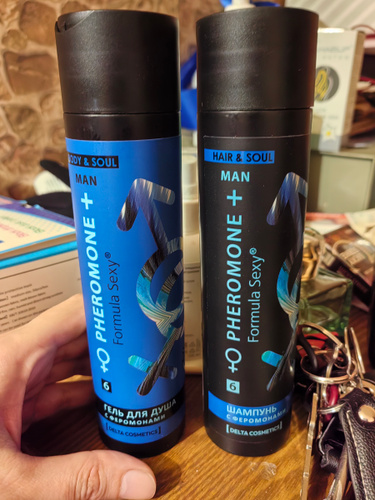 BODY & SOUL
MAN
+O PHEROMONE +
Formula Sexy®
6
ГЕЛЬ ДЛЯ ДУША
С ФЕРОМОНАМИ
[DELTA COSMETICS]
HAIR & SOUL
MAN
+O PHEROMONE +
Formula Sexy®
6
ШАМПУНЬ
С ФЕРОМОНАМИ
[DELTA COSMETICS]